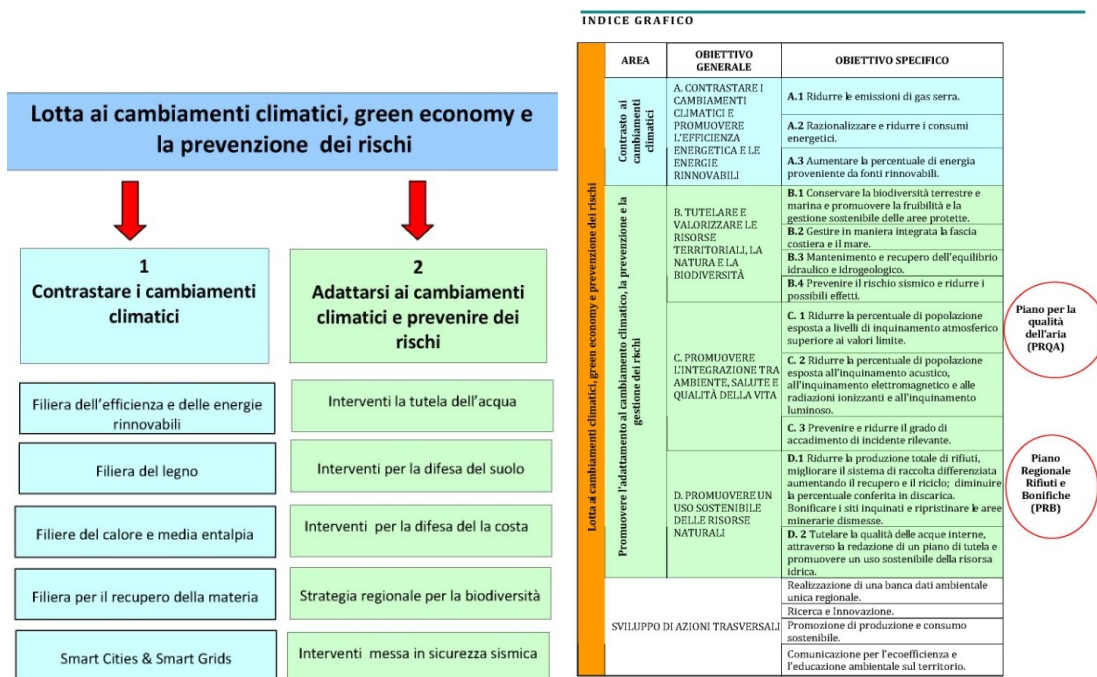 Lotta ai cambiamenti climatici, green economy e
la prevenzione dei rischi
1
Contrastare i cambiamenti
climatici
2
Adattarsi ai cambiamenti
climatici e prevenire dei
rischi
Filiera dell'efficienza e delle energie
rinnovabili
Filiera del legno
Filiere del calore e media entalpia
Filiera per il recupero della materia
Smart Cities & Smart Grids
Interventi la tutela dell'acqua
Interventi per la difesa del suolo
Interventi per la difesa del la costa
Strategia regionale per la biodiversità
Interventi messa in sicurezza sismica
INDICE GRAFICO
Lotta ai cambiamenti climatici, green economy e prevenzione dei rischi
AREA
OBIETTIVO
GENERALE
OBIETTIVO SPECIFICO
Contrasto ai
cambiamenti
climatici
A. CONTRASTARE I
CAMBIAMENTI
CLIMATICI E
PROMUOVERE
L'EFFICIENZA
ENERGETICA E LE
ENERGIE
RINNOVABILI
A.1 Ridurre le emissioni di gas serra.
A.2 Razionalizzare e ridurre i consumi
energetici.
A.3 Aumentare la percentuale di energia
proveniente da fonti rinnovabili.
Promuovere l'adattamento al cambiamento climatico, la prevenzione e la
gestione dei rischi
B. TUTELARE E
VALORIZZARE LE
RISORSE
TERRITORIALI, LA
NATURA E LA
BIODIVERSITÀ
B.1 Conservare la biodiversità terrestre e
marina e promuovere la fruibilità e la
gestione sostenibile delle aree protette.
B.2 Gestire in maniera integrata la fascia
costiera e il mare.
B.3 Mantenimento e recupero dell'equilibrio
idraulico e idrogeologico.
B.4 Prevenire il rischio sismico e ridurre i
possibili effetti.
C. PROMUOVERE
L'INTEGRAZIONE TRA
AMBIENTE, SALUTE E
QUALITÀ DELLA VITA
C. 1 Ridurre la percentuale di popolazione
esposta a livelli di inquinamento atmosferico
superiore ai valori limite.
C. 2 Ridurre la percentuale di popolazione
esposta all'inquinamento acustico,
all'inquinamento elettromagnetico e alle
radiazioni ionizzanti e all'inquinamento
luminoso.
C. 3 Prevenire e ridurre il grado di
accadimento di incidente rilevante.
D. PROMUOVERE UN
USO SOSTENIBILE
DELLE RISORSE
NATURALI
D.1 Ridurre la produzione totale di rifiuti,
migliorare il sistema di raccolta differenziata
aumentando il recupero e il riciclo; diminuire
la percentuale conferita in discarica.
Bonificare i siti inquinati e ripristinare le aree
minerarie dismesse.
D. 2 Tutelare la qualità delle acque interne,
attraverso la redazione di un piano di tutela e
promuovere un uso sostenibile della risorsa
idrica.
SVILUPPO DI AZIONI TRASVERSALI
Realizzazione di una banca dati ambientale
unica regionale.
Ricerca e Innovazione.
Promozione di produzione e consumo
sostenibile.
Comunicazione per l'ecoefficienza e
l'educazione ambientale sul territorio.
Piano per la
qualità
dell'aria
(PRQA)
Piano
Regionale
Rifiuti e
Bonifiche
(PRB)